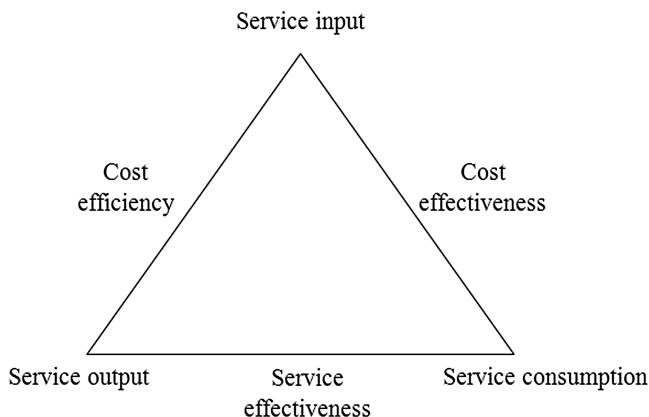 Service input
Cost
efficiency
Cost
effectiveness
Service output
Service
effectiveness
Service consumption